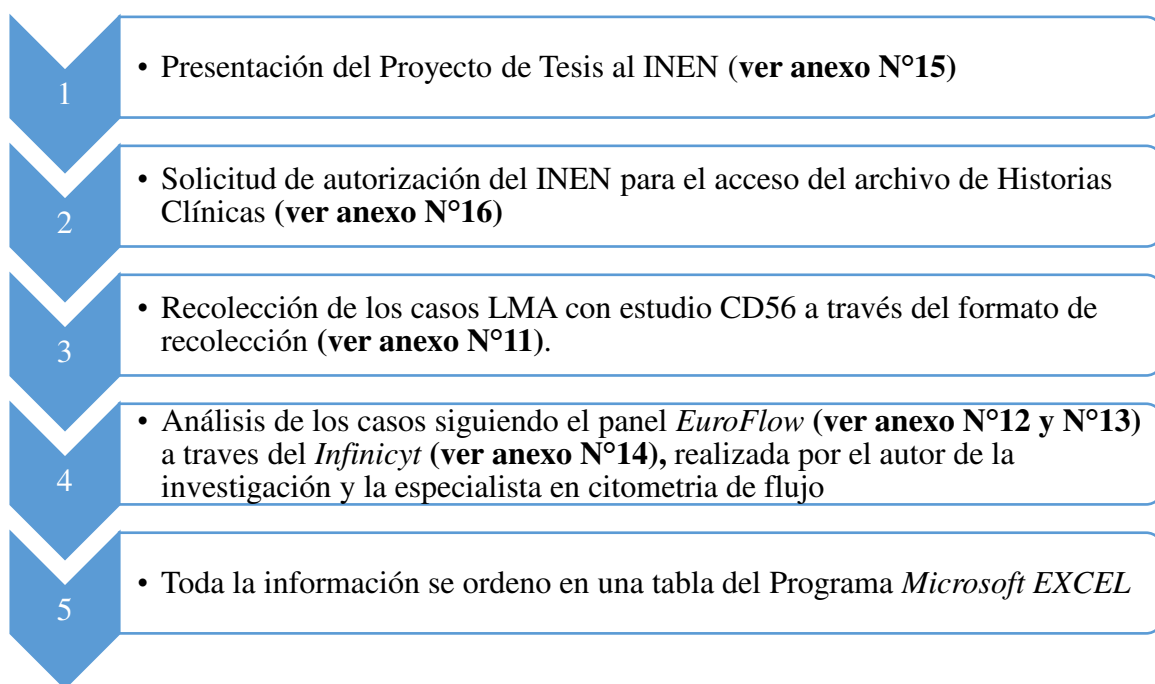 1
• Presentación del Proyecto de Tesis al INEN (ver anexo N°15)
2
• Solicitud de autorización del INEN para el acceso del archivo de Historias
Clínicas (ver anexo N°16)
3
• Recolección de los casos LMA con estudio CD56 a través del formato de
recolección (ver anexo N°11).
4
• Análisis de los casos siguiendo el panel EuroFlow (ver anexo N°12 y N°13)
a traves del Infinicyt (ver anexo N°14), realizada por el autor de la
investigación y la especialista en citometria de flujo
5
• Toda la información se ordeno en una tabla del Programa Microsoft EXCEL